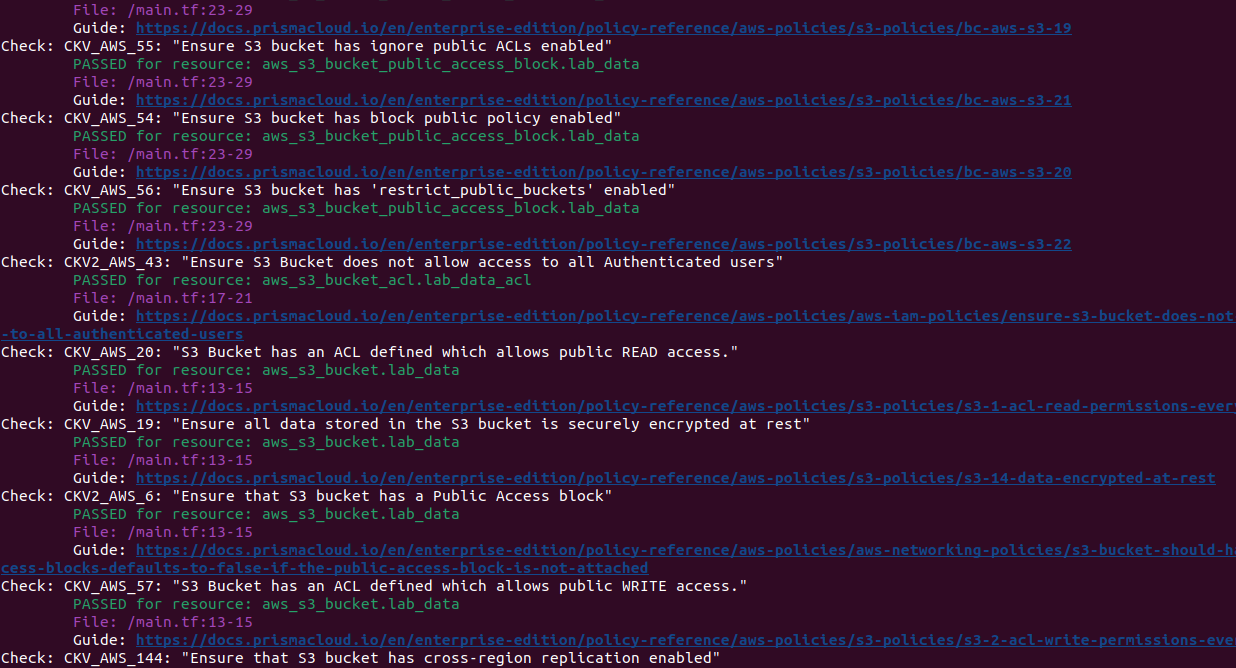 File: /main.tf:23-29
Guide: https://docs.prismacloud.io/en/enterprise-edition/policy-reference/aws-policies/s3-policies/bc-aws-s3-19
Check: CKV_AWS_55: "Ensure S3 bucket has ignore public ACLs enabled"
PASSED for resource: aws_s3_bucket_public_access_block.lab_data
File: /main.tf:23-29
Guide: https://docs.prismacloud.io/en/enterprise-edition/policy-reference/aws-policies/s3-policies/bc-aws-s3-21
Check: CKV_AWS_54: "Ensure S3 bucket has block public policy enabled"
PASSED for resource: aws_s3_bucket_public_access_block.lab_data
File: /main.tf:23-29
Guide: https://docs.prismacloud.io/en/enterprise-edition/policy-reference/aws-policies/s3-policies/bc-aws-s3-20
Check: CKV_AWS_56: "Ensure S3 bucket has 'restrict_public_buckets' enabled"
PASSED for resource: aws_s3_bucket_public_access_block.lab_data
File: /main.tf:23-29
Guide: https://docs.prismacloud.io/en/enterprise-edition/policy-reference/aws-policies/s3-policies/bc-aws-s3-22
Check: CKV2_AWS_43: "Ensure S3 Bucket does not allow access to all Authenticated users"
PASSED for resource: aws_s3_bucket_acl.lab_data_acl
File: /main.tf:17-21
Guide: https://docs.prismacloud.io/en/enterprise-edition/policy-reference/aws-policies/aws-iam-policies/ensure-s3-bucket-does-not
-to-all-authenticated-users
Check: CKV_AWS_20: "S3 Bucket has an ACL defined which allows public READ access."
PASSED for resource: aws_s3_bucket.lab_data
File: /main.tf:13-15
Guide: https://docs.prismacloud.io/en/enterprise-edition/policy-reference/aws-policies/s3-policies/s3-1-acl-read-permissions-every
Check: CKV_AWS_19: "Ensure all data stored in the S3 bucket is securely encrypted at rest"
PASSED for resource: aws_s3_bucket.lab_data
File: /main.tf:13-15
Guide: https://docs.prismacloud.io/en/enterprise-edition/policy-reference/aws-policies/s3-policies/s3-14-data-encrypted-at-rest
Check: CKV2_AWS_6: "Ensure that S3 bucket has a Public Access block"
PASSED for resource: aws_s3_bucket.lab_data
File: /main.tf:13-15
Guide: https://docs.prismacloud.io/en/enterprise-edition/policy-reference/aws-policies/aws-networking-policies/s3-bucket-should-ha
cess-blocks-defaults-to-false-if-the-public-access-block-is-not-attached
Check: CKV_AWS_57: "S3 Bucket has an ACL defined which allows public WRITE access."
PASSED for resource: aws_s3_bucket.lab_data
File: /main.tf:13-15
Guide: https://docs.prismacloud.io/en/enterprise-edition/policy-reference/aws-policies/s3-policies/s3-2-acl-write-permissions-eve
Check: CKV_AWS_144: "Ensure that S3 bucket has cross-region replication enabled"